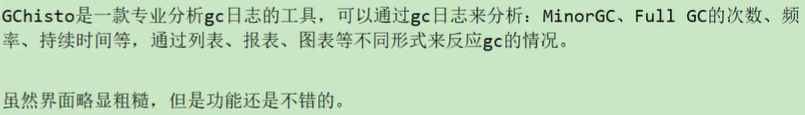 GChisto是一款专业分析gc日志的工具，可以通过gc日志来分析：MinorGC、Full GC的次数、频
率、持续时间等，通过列表、报表、图表等不同形式来反应gc的情况。
虽然界面略显粗糙，但是功能还是不错的。